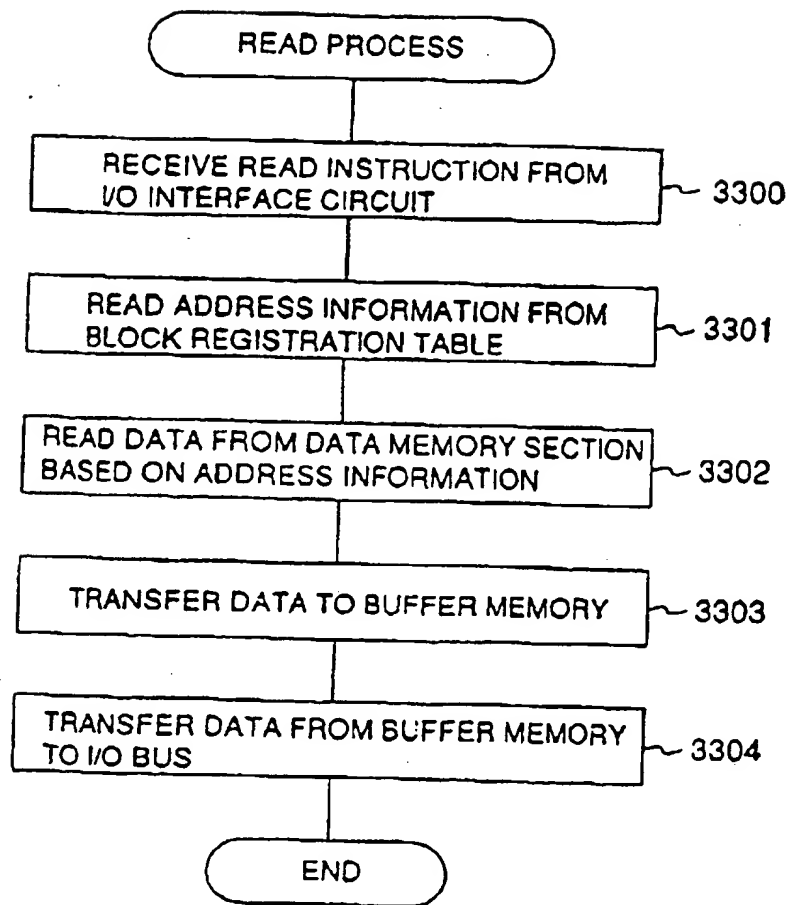 READ PROCESS
RECEIVE READ INSTRUCTION FROM
I/O INTERFACE CIRCUIT
3300
READ ADDRESS INFORMATION FROM
BLOCK REGISTRATION TABLE
3301
READ DATA FROM DATA MEMORY SECTION
BASED ON ADDRESS INFORMATION
3302
TRANSFER DATA TO BUFFER MEMORY
3303
TRANSFER DATA FROM BUFFER MEMORY
TO I/O BUS
3304
END